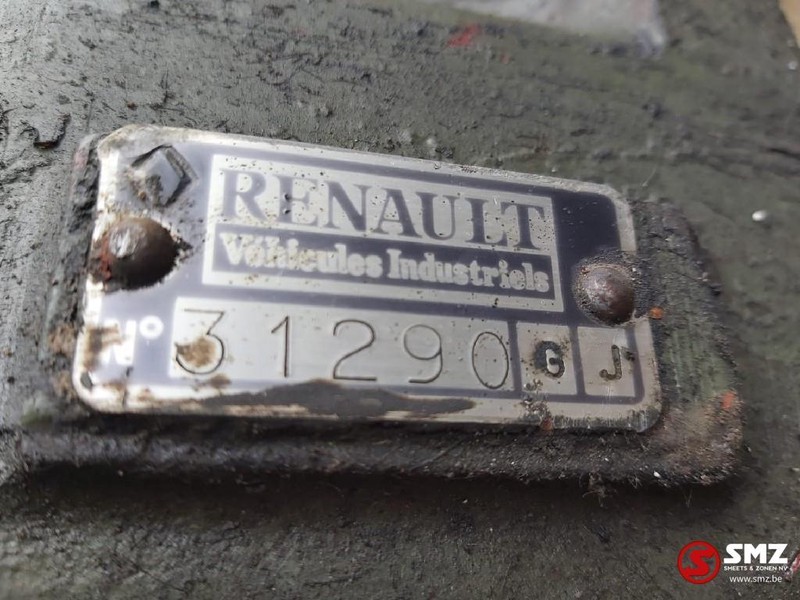 RENAULT
Véhicules Industriels
N° 31290 G J
SMZ
SMEETS & ZONEN NV
www.smz.be